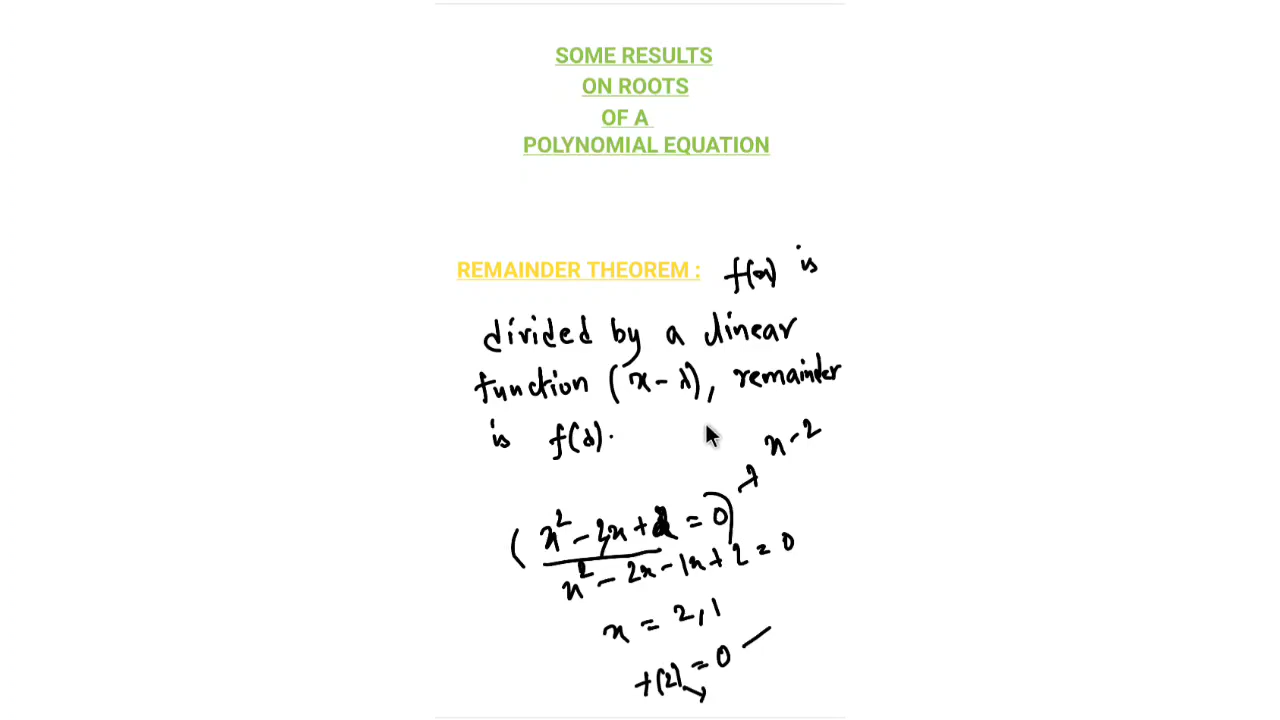 SOME RESULTS
ON ROOTS
OF A
POLYNOMIAL EQUATION
REMAINDER THEOREM : f(x) is
divided by a linear
function (x - λ), remainder
is f(λ).
x - 2
(x² - 3x + 2 = 0)
x² - 2x - 1x + 2 = 0
x = 2, 1
f(2) = 0